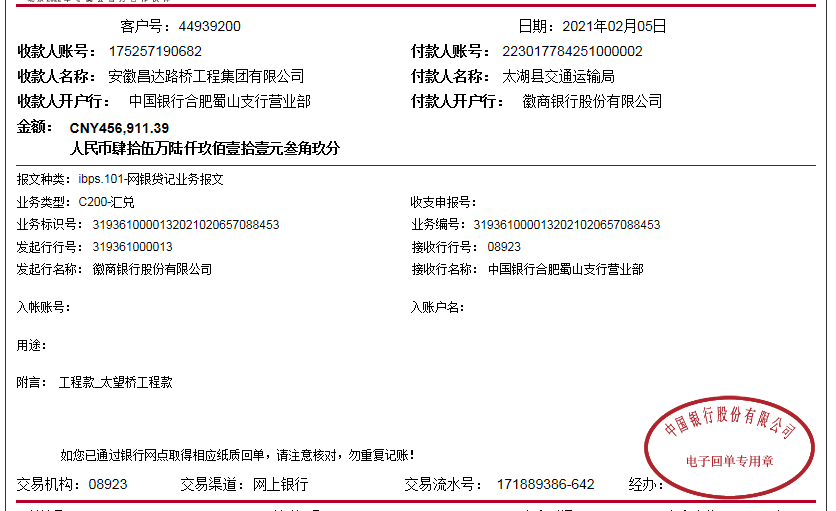 客户号：44939200 日期：2021年02月05日
收款人账号：175257190682 付款人账号：223017784251000002
收款人名称：安徽昌达路桥工程集团有限公司 付款人名称：太湖县交通运输局
收款人开户行：中国银行合肥蜀山支行营业部 付款人开户行：徽商银行股份有限公司
金额：CNY456,911.39
人民币肆拾伍万陆仟玖佰壹拾壹元叁角玖分
报文种类：ibps.101-网银贷记业务报文
业务类型：C200-汇兑 收支申报号：
业务标识号：3193610000132021020657088453 业务编号：3193610000132021020657088453
发起行行号：319361000013 接收行行号：08923
发起行名称：徽商银行股份有限公司 接收行名称：中国银行合肥蜀山支行营业部
入帐账号： 入账户名：
用途：
附言：工程款_太望桥工程款
中国银行股份有限公司
电子回单专用章
如您已通过银行网点取得相应纸质回单，请注意核对，勿重复记账！
交易机构：08923 交易渠道：网上银行 交易流水号：171889386-642 经办：